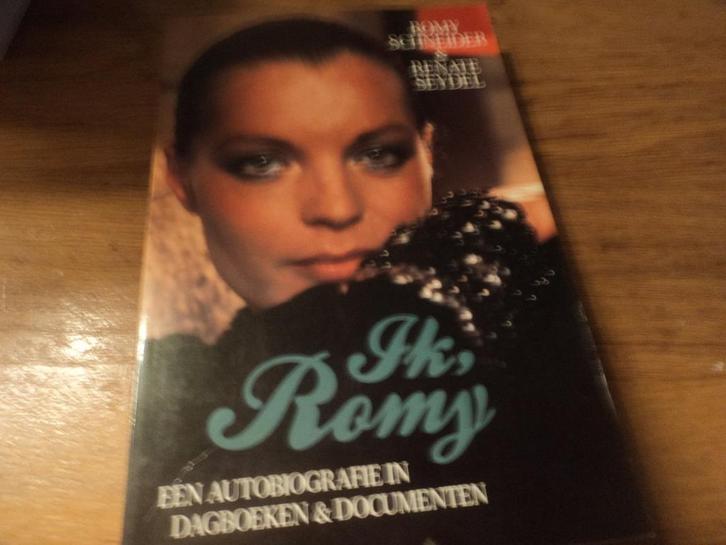 ROMY
SCHNEIDER
&
RENATE
SEYDEL
Ik,
Romy
EEN AUTOBIOGRAFIE IN
DAGBOEKEN & DOCUMENTEN